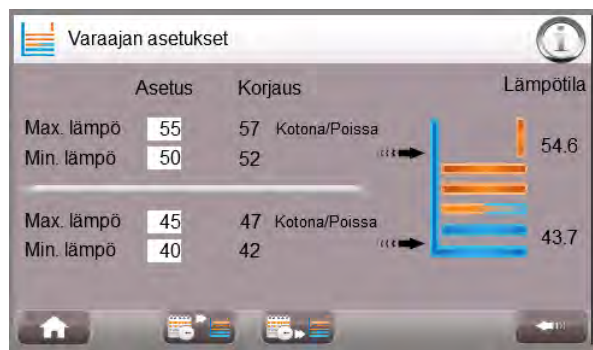 Varaajan asetukset
Asetus Korjaus Lämpötila
Max. lämpö 55 57 Kotona/Poissa
54.6
Min. lämpö 50 52
Max. lämpö 45 47 Kotona/Poissa
43.7
Min. lämpö 40 42